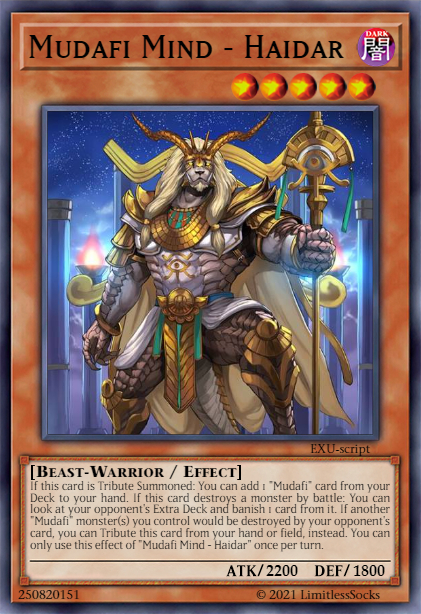 Mudafi Mind - Haidar
DARK
闇
EXU-script
[Beast-Warrior / Effect]
If this card is Tribute Summoned: You can add 1 "Mudafi" card from your
Deck to your hand. If this card destroys a monster by battle: You can
look at your opponent's Extra Deck and banish 1 card from it. If another
"Mudafi" monster(s) you control would be destroyed by your opponent's
card, you can Tribute this card from your hand or field, instead. You can
only use this effect of "Mudafi Mind - Haidar" once per turn.
ATK/2200 DEF/1800
250820151 © 2021 LimitlessSocks